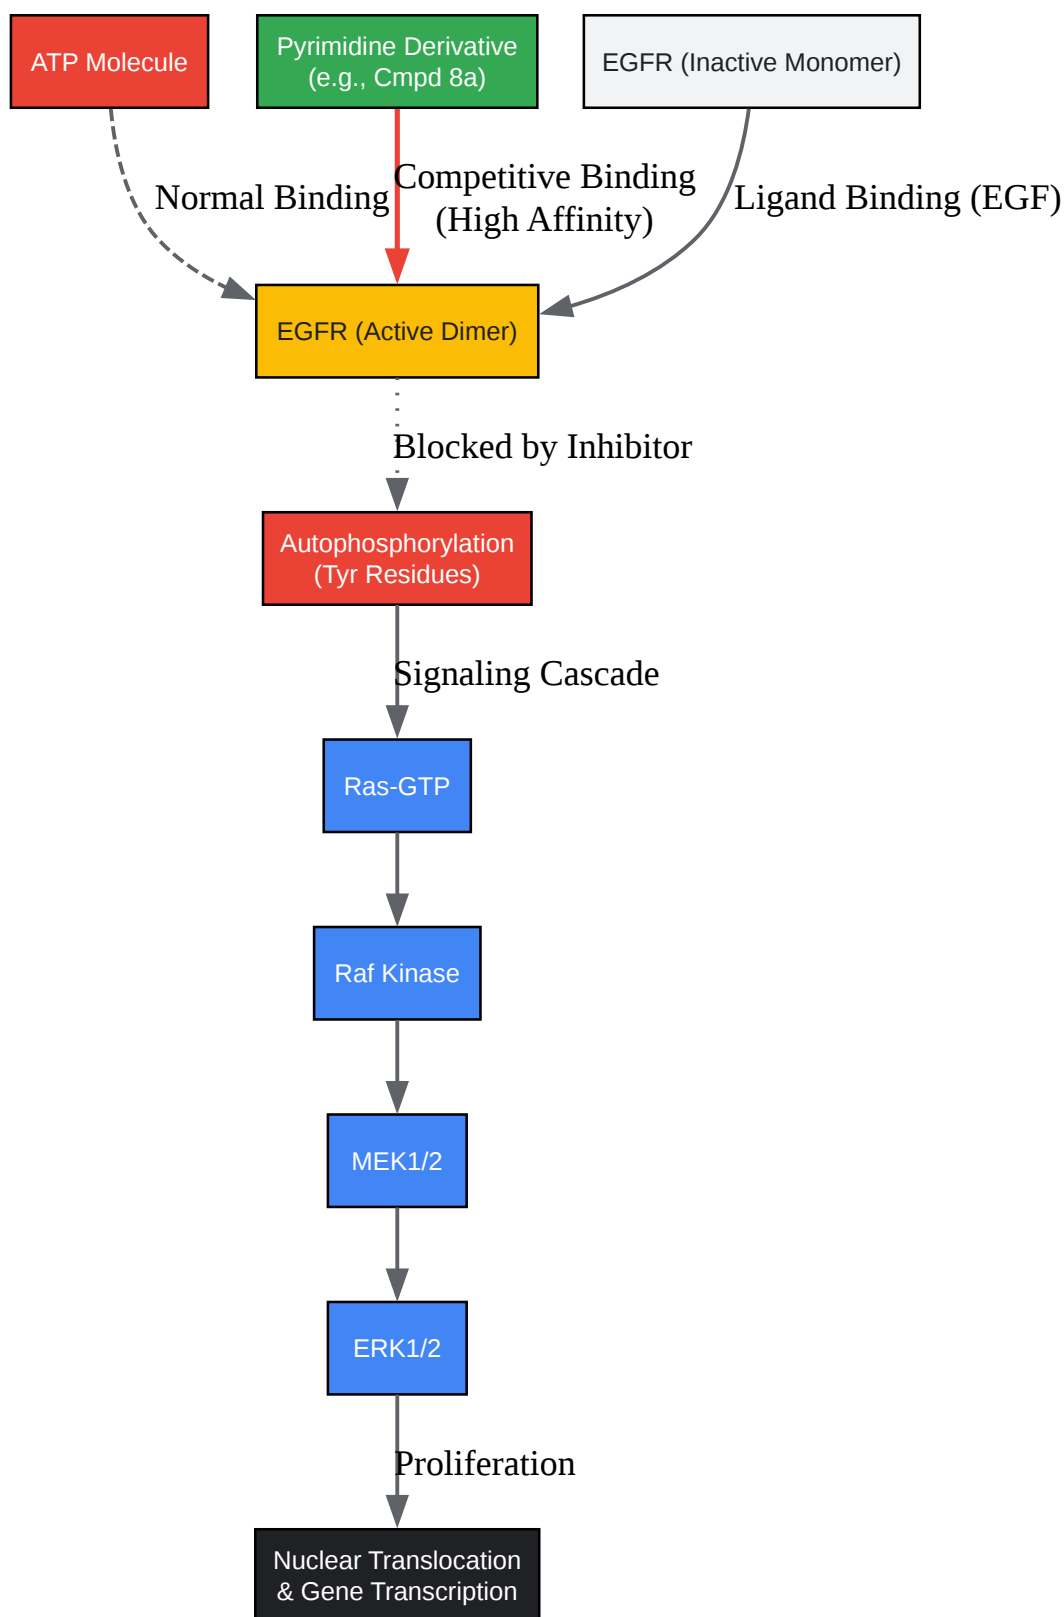 ATP Molecule
Pyrimidine Derivative
(e.g., Cmpd 8a)
EGFR (Inactive Monomer)
Normal Binding
Competitive Binding
(High Affinity)
Ligand Binding (EGF)
EGFR (Active Dimer)
Blocked by Inhibitor
Autophosphorylation
(Tyr Residues)
Signaling Cascade
Ras-GTP
Raf Kinase
MEK1/2
ERK1/2
Proliferation
Nuclear Translocation
& Gene Transcription